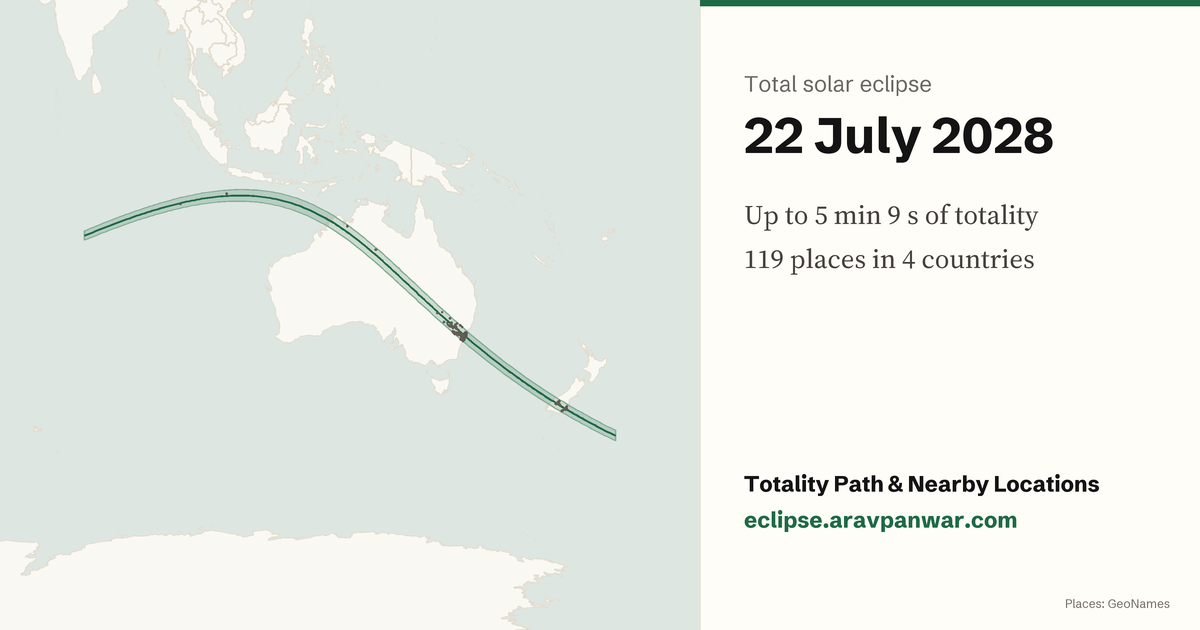 Total solar eclipse
22 July 2028
Up to 5 min 9 s of totality
119 places in 4 countries
Totality Path & Nearby Locations
eclipse.aravpanwar.com
Places: GeoNames